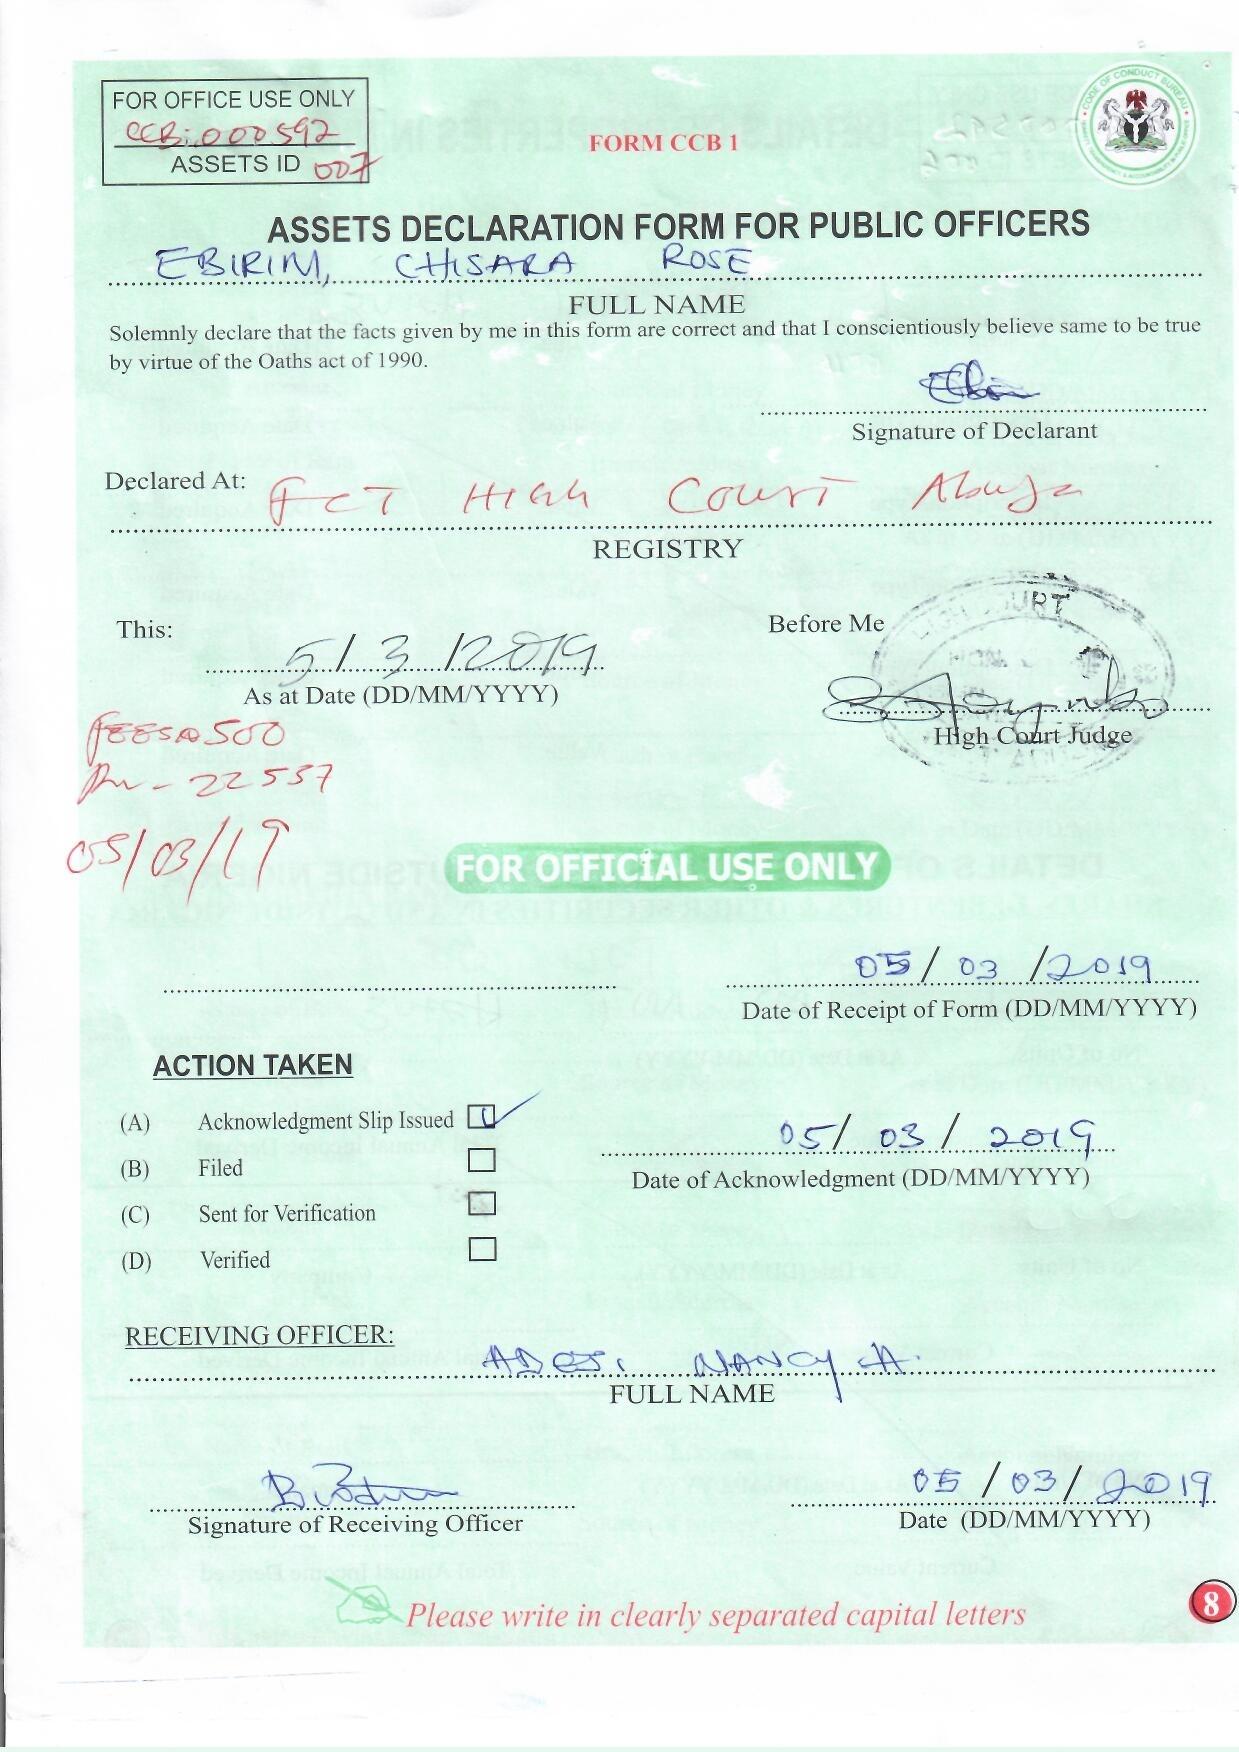 FOR OFFICE USE ONLY
CCB:000592
ASSETS ID 007
FORM CCB 1
CODE OF CONDUCT BUREAU
ASSETS DECLARATION FORM FOR PUBLIC OFFICERS
EBIRIM, CHISARA ROSE
FULL NAME
Solemnly declare that the facts given by me in this form are correct and that I conscientiously believe same to be true
by virtue of the Oaths act of 1990.
Signature of Declarant
Declared At: FCT HIGH COURT Abuja
REGISTRY
This: 5/3/2019
As at Date (DD/MM/YYYY)
Before Me
High Court Judge
FEES₦500
22537
05/03/19
FOR OFFICIAL USE ONLY
05/03/2019
Date of Receipt of Form (DD/MM/YYYY)
ACTION TAKEN
(A) Acknowledgment Slip Issued
(B) Filed
(C) Sent for Verification
(D) Verified
05/03/2019
Date of Acknowledgment (DD/MM/YYYY)
RECEIVING OFFICER:
NANCY A.
FULL NAME
Signature of Receiving Officer
05/03/2019
Date (DD/MM/YYYY)
Please write in clearly separated capital letters
8